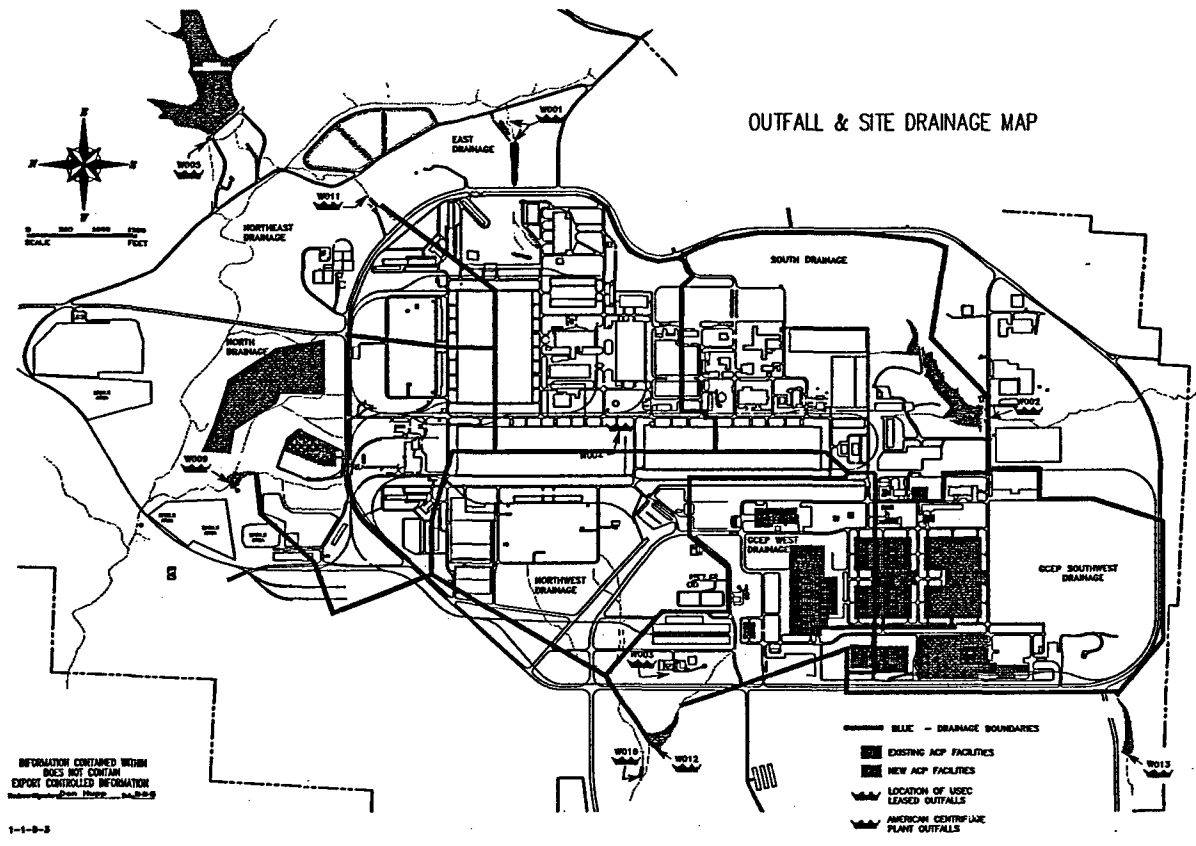 OUTFALL & SITE DRAINAGE MAP
W001
EAST
DRAINAGE
W005
W011
SCALE
FEET
NORTHEAST
DRAINAGE
SOUTH DRAINAGE
NORTH
DRAINAGE
W002
W009
W004
GCEP WEST
DRAINAGE
GCEP SOUTHWEST
DRAINAGE
NORTHWEST
DRAINAGE
W003
W010
W012
W013
BLUE - DRAINAGE BOUNDARIES
EXISTING ACP FACILITIES
NEW ACP FACILITIES
LOCATION OF USEC
LEASED OUTFALLS
AMERICAN CENTRIFUGE
PLANT OUTFALLS
INFORMATION CONTAINED WITHIN
DOES NOT CONTAIN
EXPORT CONTROLLED INFORMATION
Don Hupp